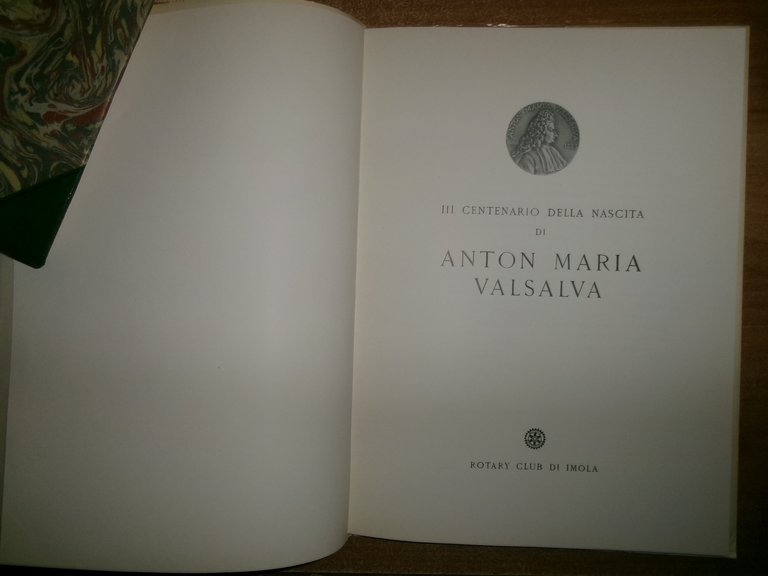 III CENTENARIO DELLA NASCITA
DI
ANTON MARIA
VALSALVA
ROTARY CLUB DI IMOLA